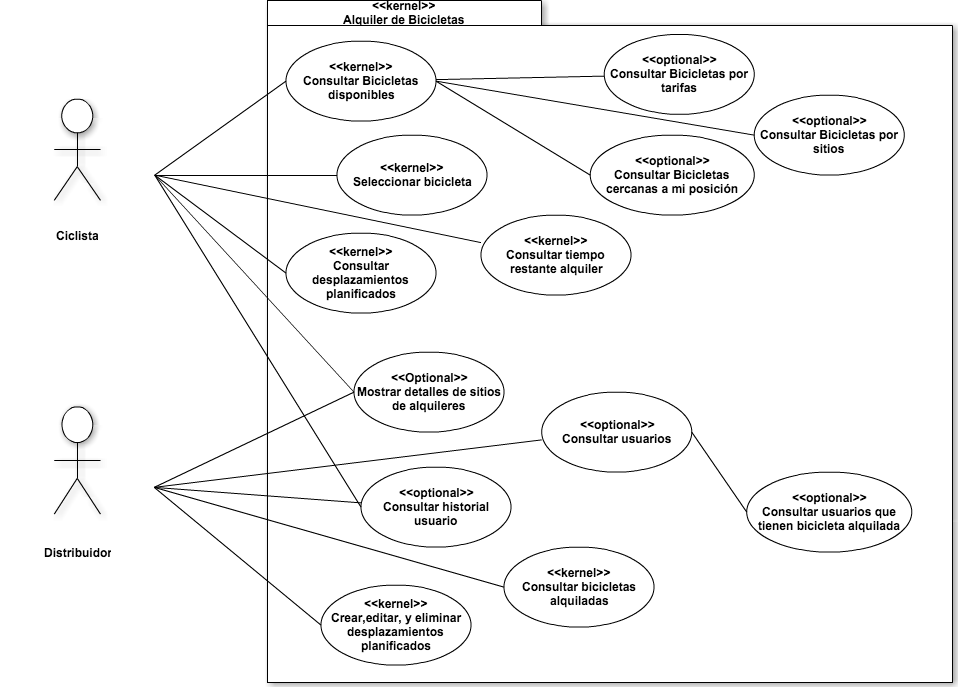 <<kernel>>
Alquiler de Bicicletas
<<kernel>>
Consultar Bicicletas
disponibles
<<optional>>
Consultar Bicicletas por
tarifas
<<optional>>
Consultar Bicicletas por
sitios
<<kernel>>
Seleccionar bicicleta
<<optional>>
Consultar Bicicletas
cercanas a mi posición
Ciclista
<<kernel>>
Consultar
desplazamientos
planificados
<<kernel>>
Consultar tiempo
restante alquiler
<<Optional>>
Mostrar detalles de sitios
de alquileres
<<optional>>
Consultar usuarios
<<optional>>
Consultar historial
usuario
<<optional>>
Consultar usuarios que
tienen bicicleta alquilada
Distribuidor
<<kernel>>
Consultar bicicletas
alquiladas
<<kernel>>
Crear,editar, y eliminar
desplazamientos
planificados